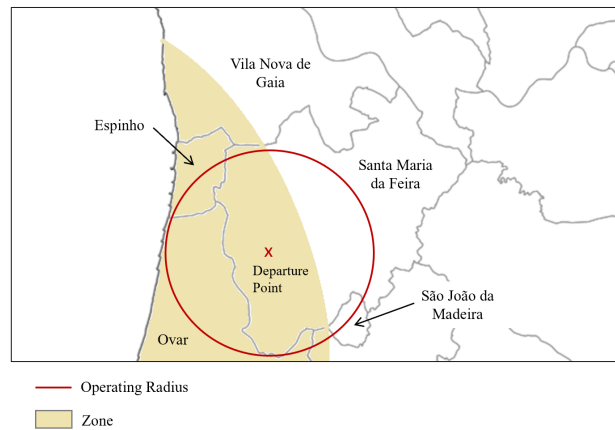 Vila Nova de
Gaia
Espinho
Santa Maria
da Feira
X
Departure
Point
São João da
Madeira
Ovar
Operating Radius
Zone